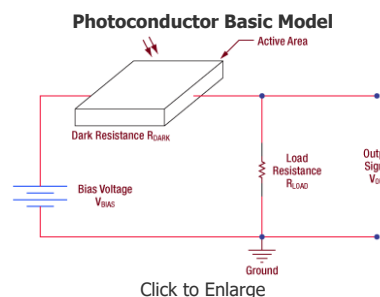 Photoconductor Basic Model
Active Area
Dark Resistance RDARK
Bias Voltage
VBIAS
Load
Resistance
RLOAD
Ground
Click to Enlarge